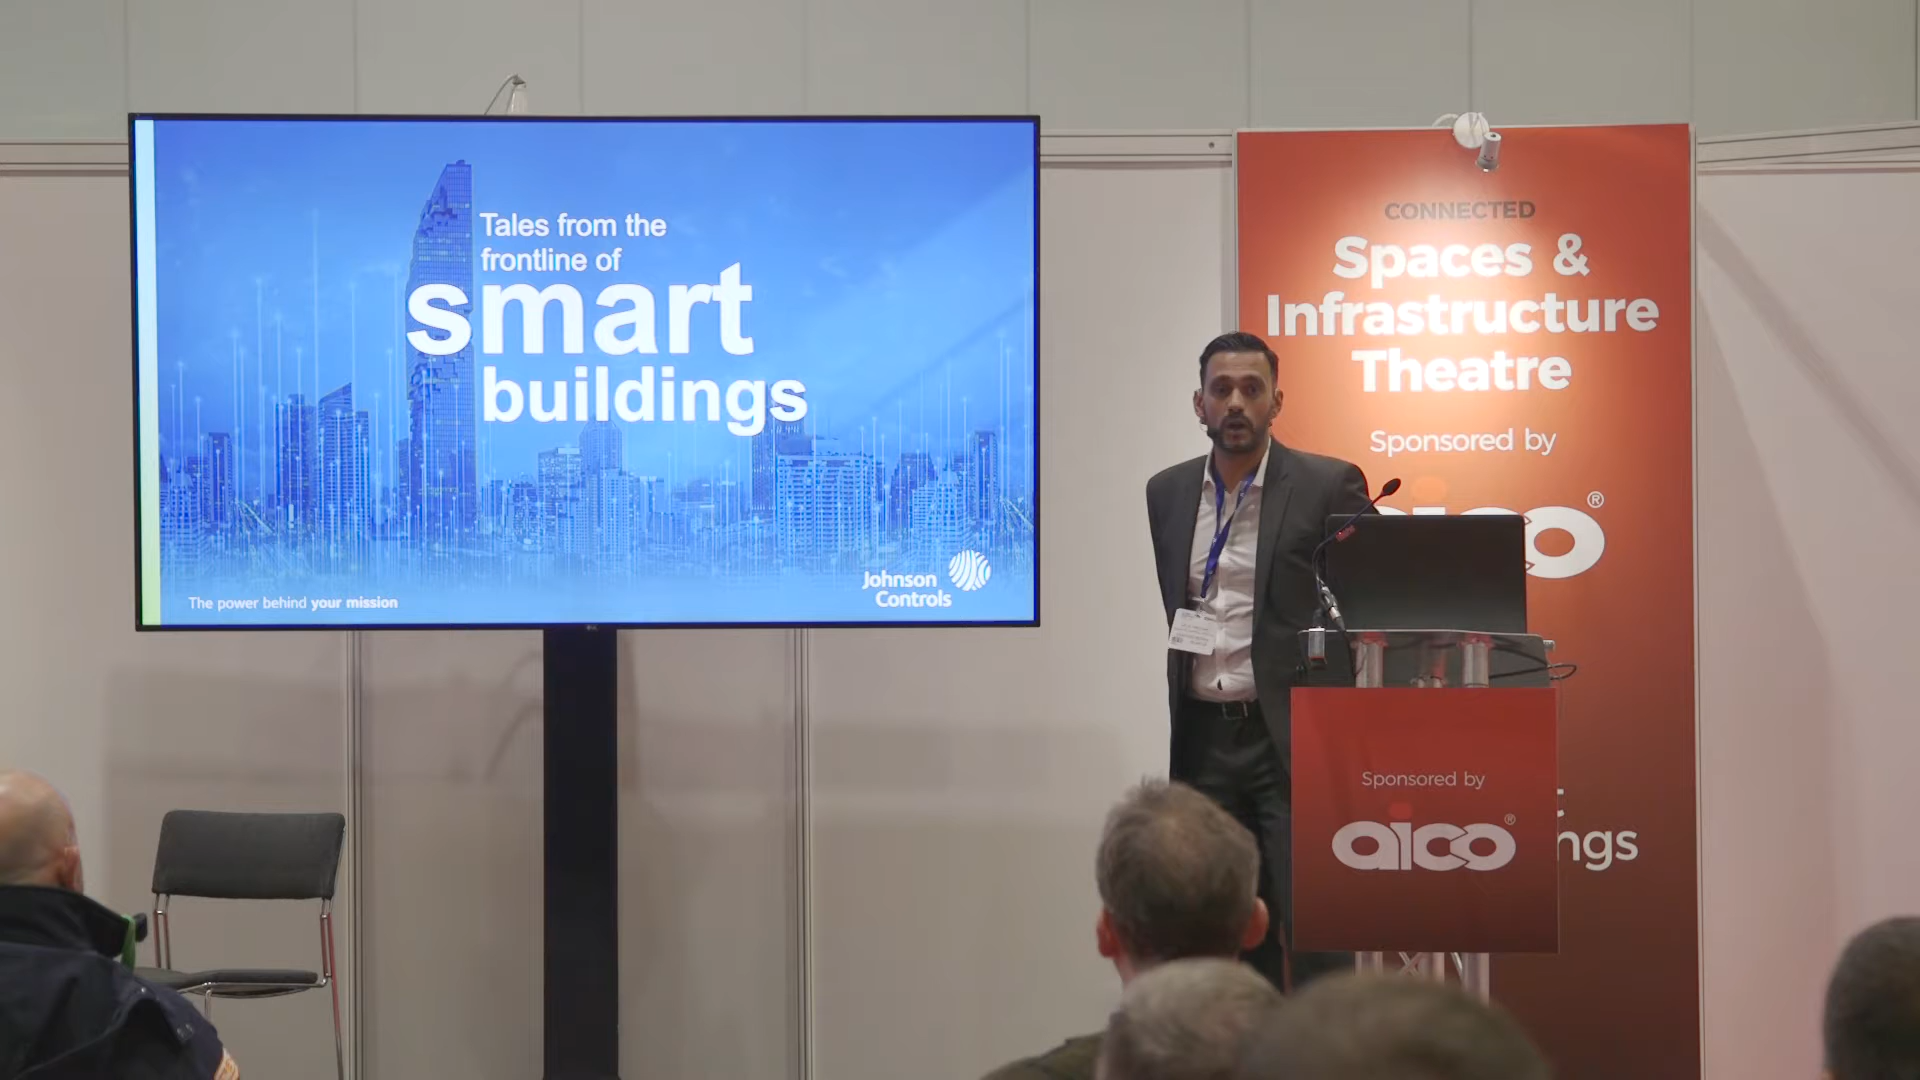 Tales from the
frontline of
smart
buildings
The power behind your mission
Johnson
Controls
CONNECTED
Spaces &
Infrastructure
Theatre
Sponsored by
aico®
ngs
Sponsored by
aico®